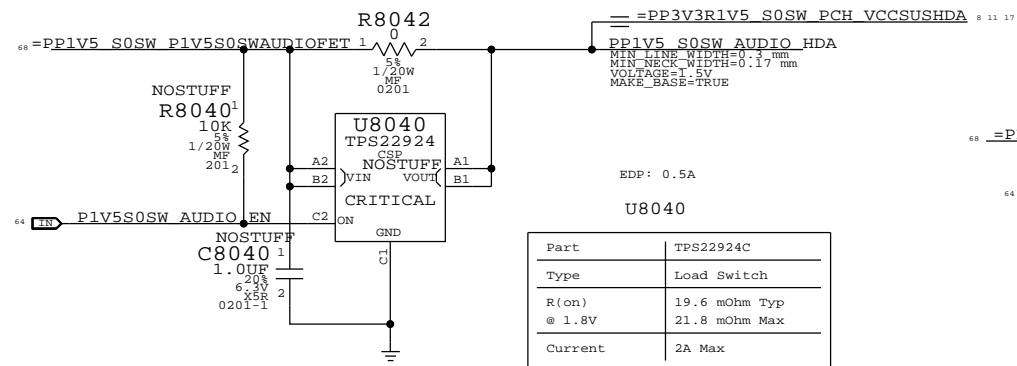 R8042
0
=PP3V3R1V5_S0SW_PCH_VCCSUSHDA 8 11 17
68 =PP1V5_S0SW_P1V5S0SWAUDIOFET 1 2
PP1V5_S0SW_AUDIO_HDA
MIN_LINE_WIDTH=0.3 mm
MIN_NECK_WIDTH=0.17 mm
VOLTAGE=1.5V
MAKE_BASE=TRUE
5%
1/20W
MF
0201
NOSTUFF
R8040 1
10K
5%
1/20W
MF
201 2
U8040
TPS22924
CSP
NOSTUFF
A2 A1
VIN VOUT
B2 B1
CRITICAL
C2 ON
GND
C1
68 =P
64
EDP: 0.5A
64 IN P1V5S0SW_AUDIO_EN
NOSTUFF
C8040 1
1.0UF
20%
6.3V
X5R 2
0201-1
U8040
Part TPS22924C
Type Load Switch
R(on) 19.6 mOhm Typ
@ 1.8V 21.8 mOhm Max
Current 2A Max